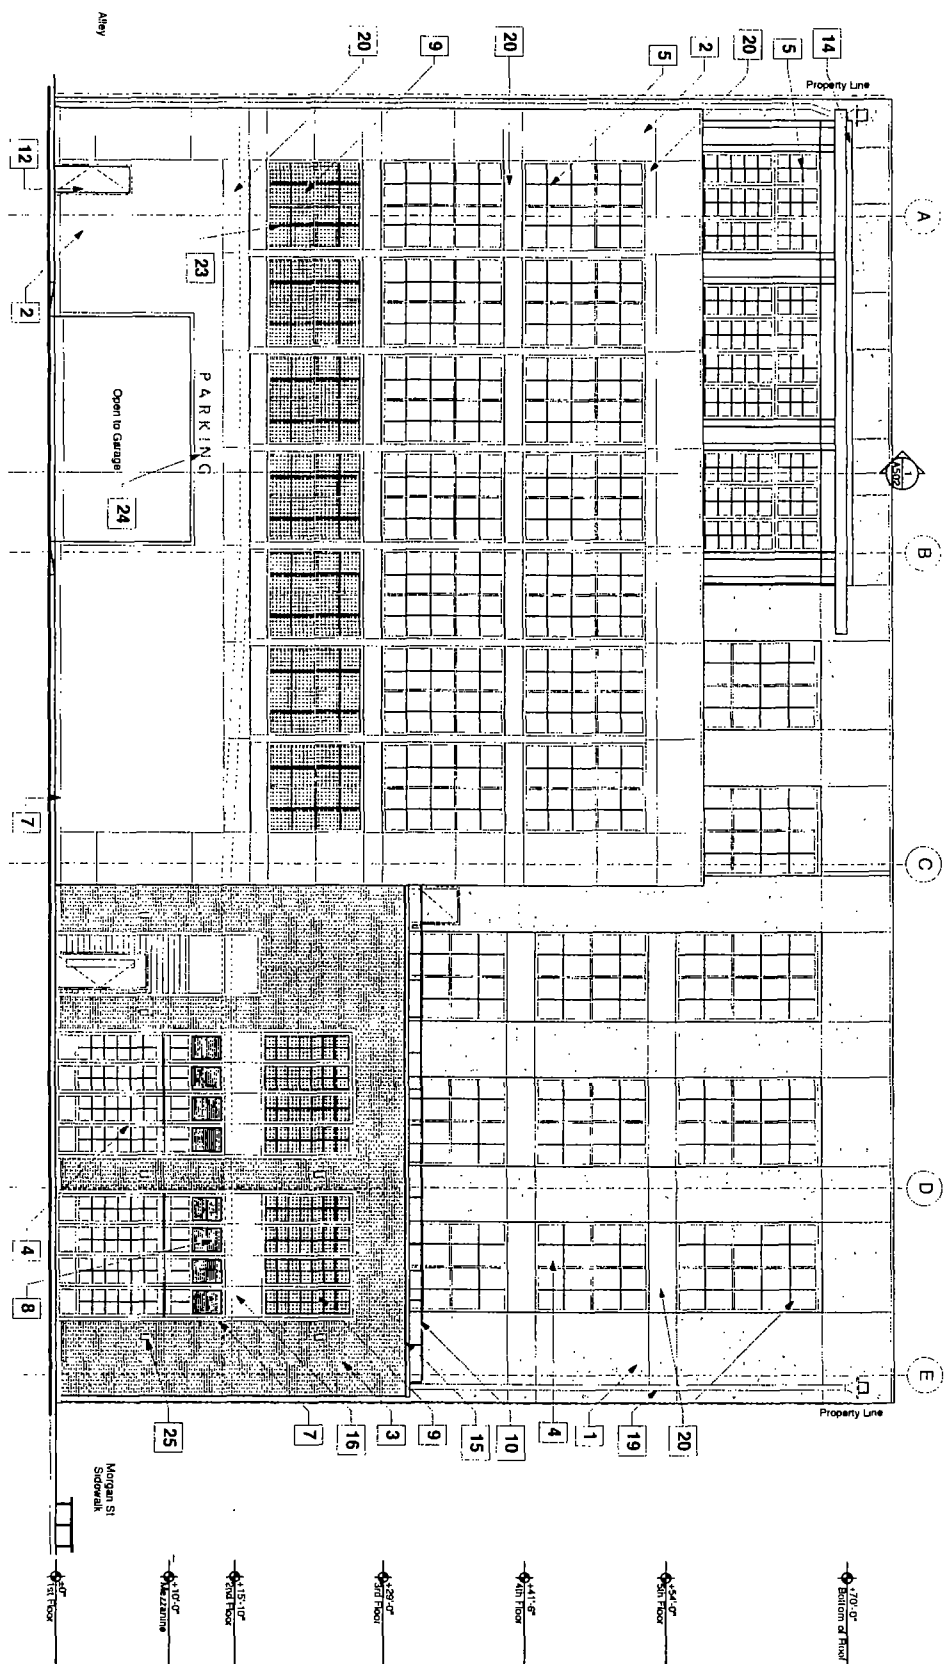 Alley
20
9
20
5
2
20
5
14
Property Line
12
A
23
2
PARKING
Open to Garage
1
A502
24
B
7
C
D
4
8
E
Property Line
25
7
16
3
9
15
10
4
1
19
20
Morgan St
Sidewalk
±0"
1st Floor
+10'-0"
Mezzanine
+15'-10"
2nd Floor
+29'-0"
3rd Floor
+41'-6"
4th Floor
+54'-0"
5th Floor
+70'-0"
Bottom of Roof